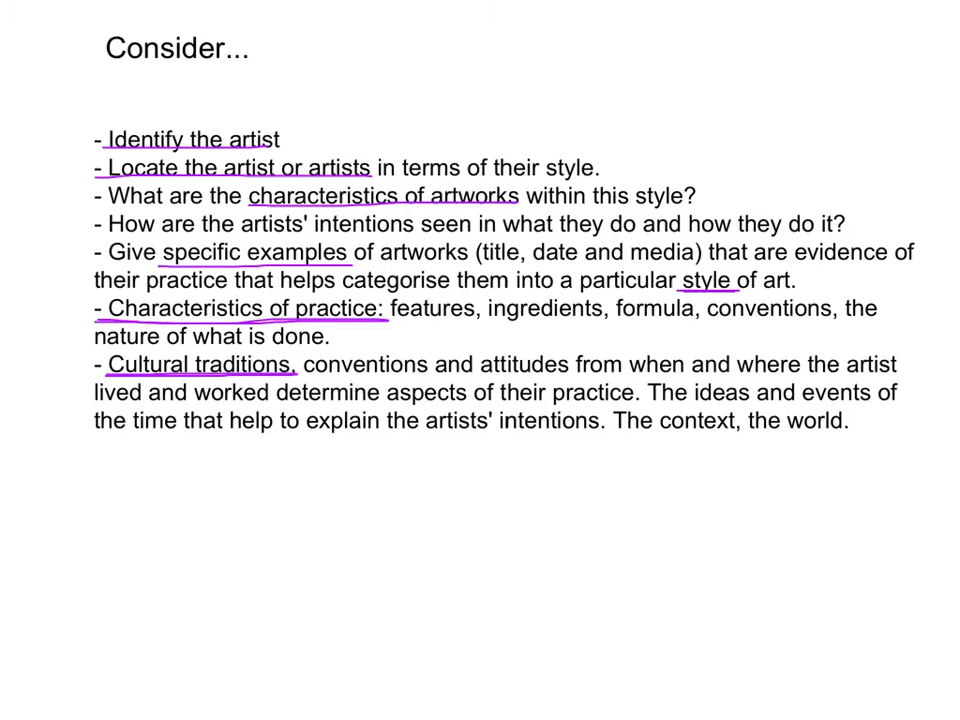 Consider...
- Identify the artist
- Locate the artist or artists in terms of their style.
- What are the characteristics of artworks within this style?
- How are the artists' intentions seen in what they do and how they do it?
- Give specific examples of artworks (title, date and media) that are evidence of
their practice that helps categorise them into a particular style of art.
- Characteristics of practice: features, ingredients, formula, conventions, the
nature of what is done.
- Cultural traditions, conventions and attitudes from when and where the artist
lived and worked determine aspects of their practice. The ideas and events of
the time that help to explain the artists' intentions. The context, the world.